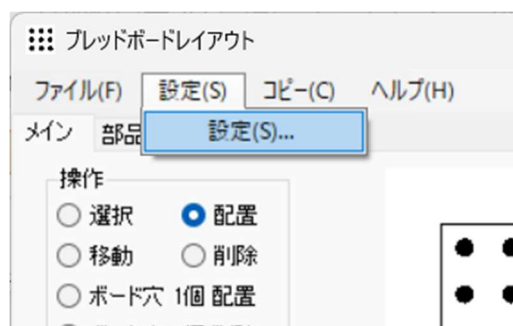 ブレッドボードレイアウト
ファイル(F) 設定(S) コピー(C) ヘルプ(H)
メイン 部品
設定(S)...
操作
選択 配置
移動 削除
ボード穴 1個 配置